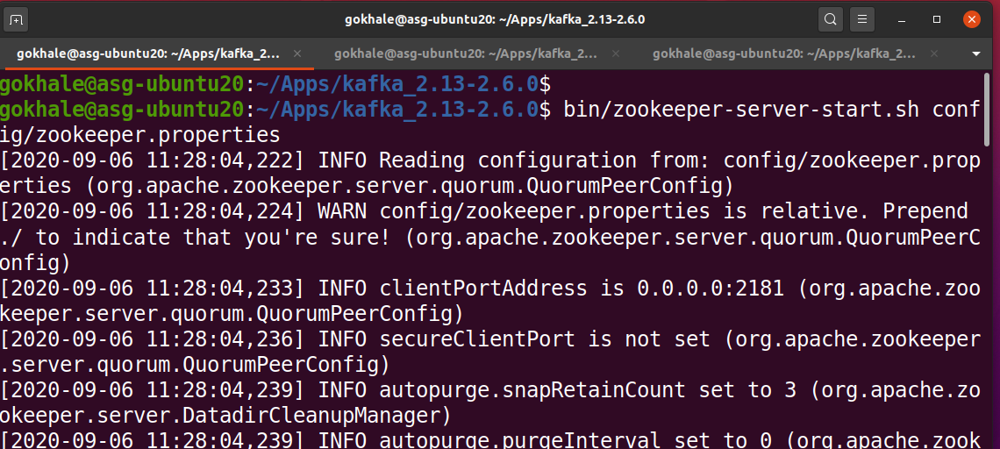 gokhale@asg-ubuntu20: ~/Apps/kafka_2.13-2.6.0
gokhale@asg-ubuntu20: ~/Apps/kafka_2... × gokhale@asg-ubuntu20: ~/Apps/kafka_2... × gokhale@asg-ubuntu20: ~/Apps/kafka_2... ×
gokhale@asg-ubuntu20:~/Apps/kafka_2.13-2.6.0$
gokhale@asg-ubuntu20:~/Apps/kafka_2.13-2.6.0$ bin/zookeeper-server-start.sh conf
ig/zookeeper.properties
[2020-09-06 11:28:04,222] INFO Reading configuration from: config/zookeeper.prop
erties (org.apache.zookeeper.server.quorum.QuorumPeerConfig)
[2020-09-06 11:28:04,224] WARN config/zookeeper.properties is relative. Prepend
./ to indicate that you're sure! (org.apache.zookeeper.server.quorum.QuorumPeerC
onfig)
[2020-09-06 11:28:04,233] INFO clientPortAddress is 0.0.0.0:2181 (org.apache.zoo
keeper.server.quorum.QuorumPeerConfig)
[2020-09-06 11:28:04,236] INFO secureClientPort is not set (org.apache.zookeeper
.server.quorum.QuorumPeerConfig)
[2020-09-06 11:28:04,239] INFO autopurge.snapRetainCount set to 3 (org.apache.zo
okeeper.server.DatadirCleanupManager)
[2020-09-06 11:28:04,239] INFO autopurge.purgeInterval set to 0 (org.apache.zook